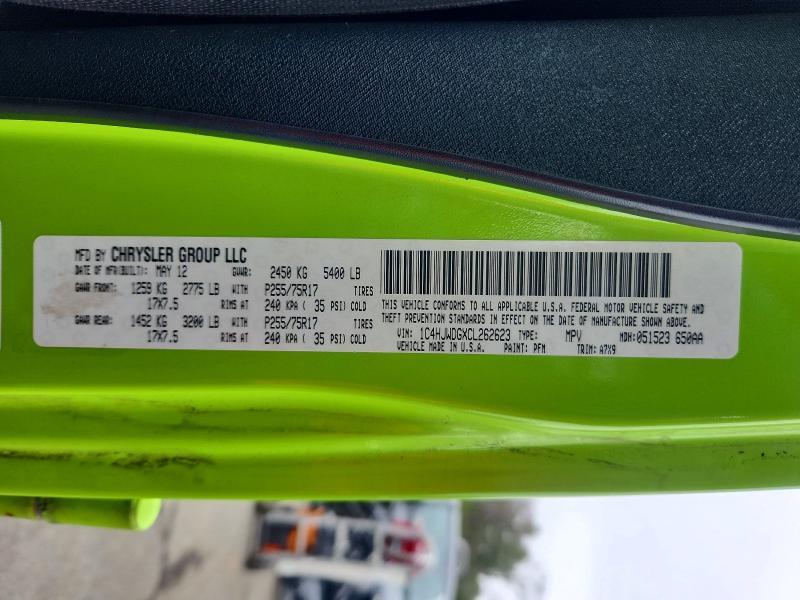 MFD BY CHRYSLER GROUP LLC
DATE OF MFR(BUILT): MAY 12 GVWR: 2450 KG 5400 LB
GAWR FRONT: 1259 KG 2775 LB WITH P255/75R17 TIRES
17X7.5 RIMS AT 240 KPA ( 35 PSI) COLD
GAWR REAR: 1452 KG 3200 LB WITH P255/75R17 TIRES
17X7.5 RIMS AT 240 KPA ( 35 PSI) COLD
THIS VEHICLE CONFORMS TO ALL APPLICABLE U.S.A. FEDERAL MOTOR VEHICLE SAFETY AND
THEFT PREVENTION STANDARDS IN EFFECT ON THE DATE OF MANUFACTURE SHOWN ABOVE.
VIN: 1C4HJWDGXCL262623 TYPE: MPV MDH: 051523 650AA
VEHICLE MADE IN U.S.A. PAINT: PFM TRIM: A7X9